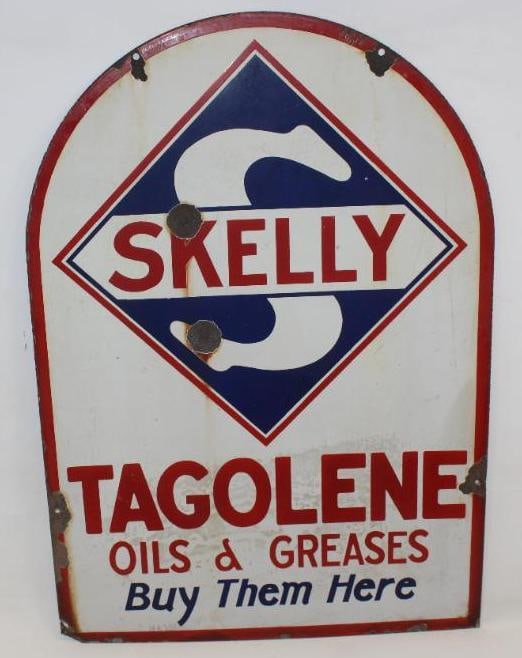 S
SKELLY
TAGOLENE
OILS & GREASES
Buy Them Here